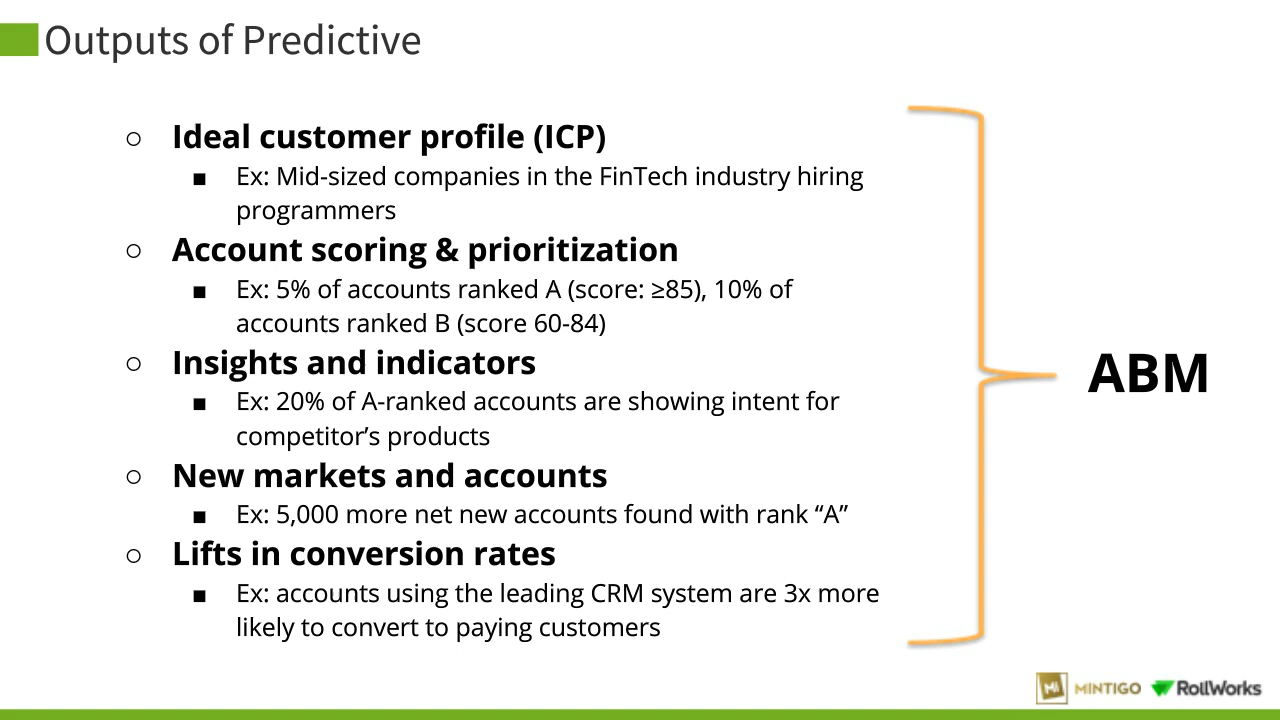 Outputs of Predictive
○ Ideal customer profile (ICP)
■ Ex: Mid-sized companies in the FinTech industry hiring
programmers
○ Account scoring & prioritization
■ Ex: 5% of accounts ranked A (score: ≥85), 10% of
accounts ranked B (score 60-84)
○ Insights and indicators
■ Ex: 20% of A-ranked accounts are showing intent for
competitor’s products
○ New markets and accounts
■ Ex: 5,000 more net new accounts found with rank “A”
○ Lifts in conversion rates
■ Ex: accounts using the leading CRM system are 3x more
likely to convert to paying customers
ABM
MI MINTIGO RollWorks